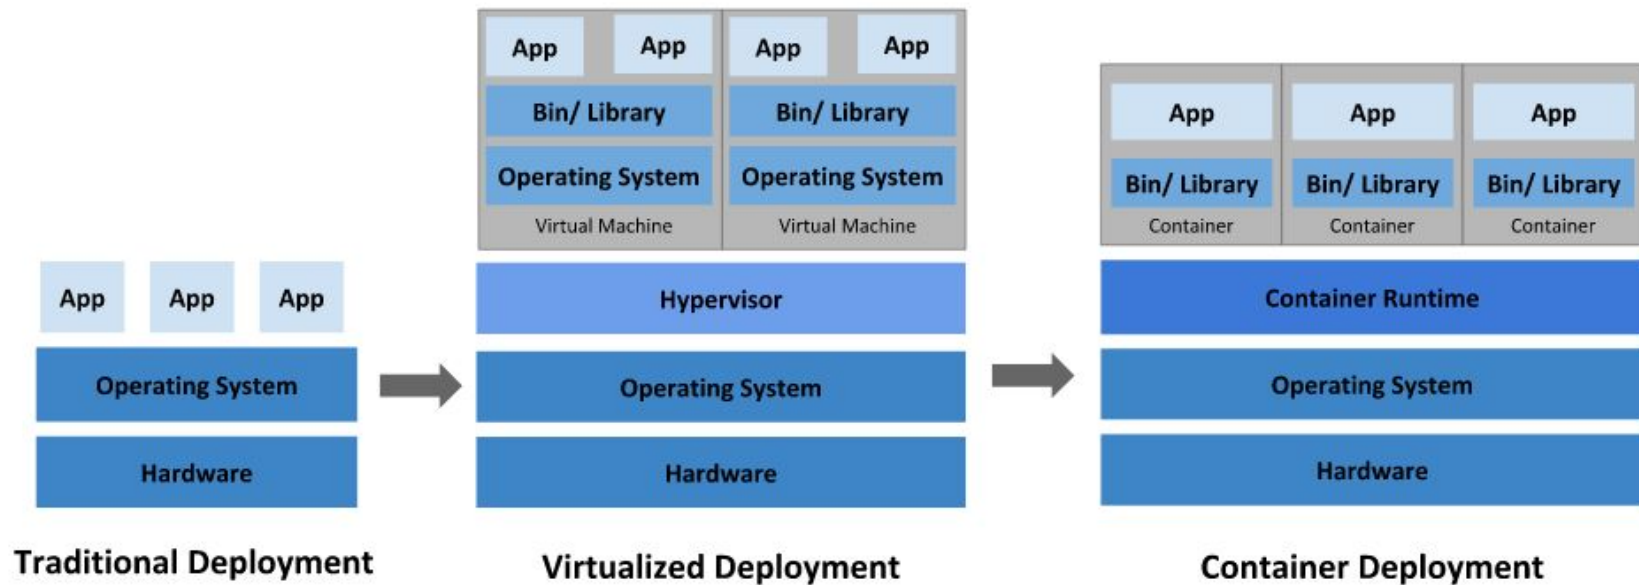 App
App
App
Operating System
Hardware
Traditional Deployment
App
App
App
App
Bin/ Library
Bin/ Library
Operating System
Operating System
Virtual Machine
Virtual Machine
Hypervisor
Operating System
Hardware
Virtualized Deployment
App
App
App
Bin/ Library
Bin/ Library
Bin/ Library
Container
Container
Container
Container Runtime
Operating System
Hardware
Container Deployment